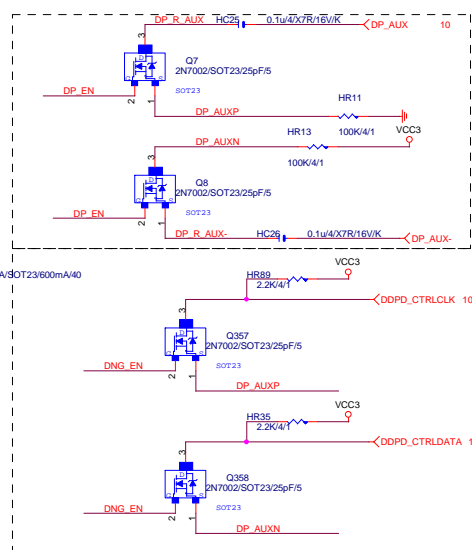 DP_R_AUX HC25 0.1u/4/X7R/16V/K DP_AUX 10
3
D
Q7
2N7002/SOT23/25pF/5
G S
SOT23
DP_EN
2 1
DP_AUXP
HR11
100K/4/1
VCC3
DP_AUXN
HR13
100K/4/1
3
D
Q8
2N7002/SOT23/25pF/5
G S
SOT23
DP_EN
2 1
DP_R_AUX- HC26 0.1u/4/X7R/16V/K DP_AUX-
VCC3
A/SOT23/600mA/40
HR89
2.2K/4/1
DDPD_CTRLCLK 10
3
D
Q357
2N7002/SOT23/25pF/5
G S
SOT23
DNG_EN
2 1
DP_AUXP
VCC3
HR35
2.2K/4/1
DDPD_CTRLDATA 1
3
D
Q358
2N7002/SOT23/25pF/5
G S
SOT23
DNG_EN
2 1
DP_AUXN